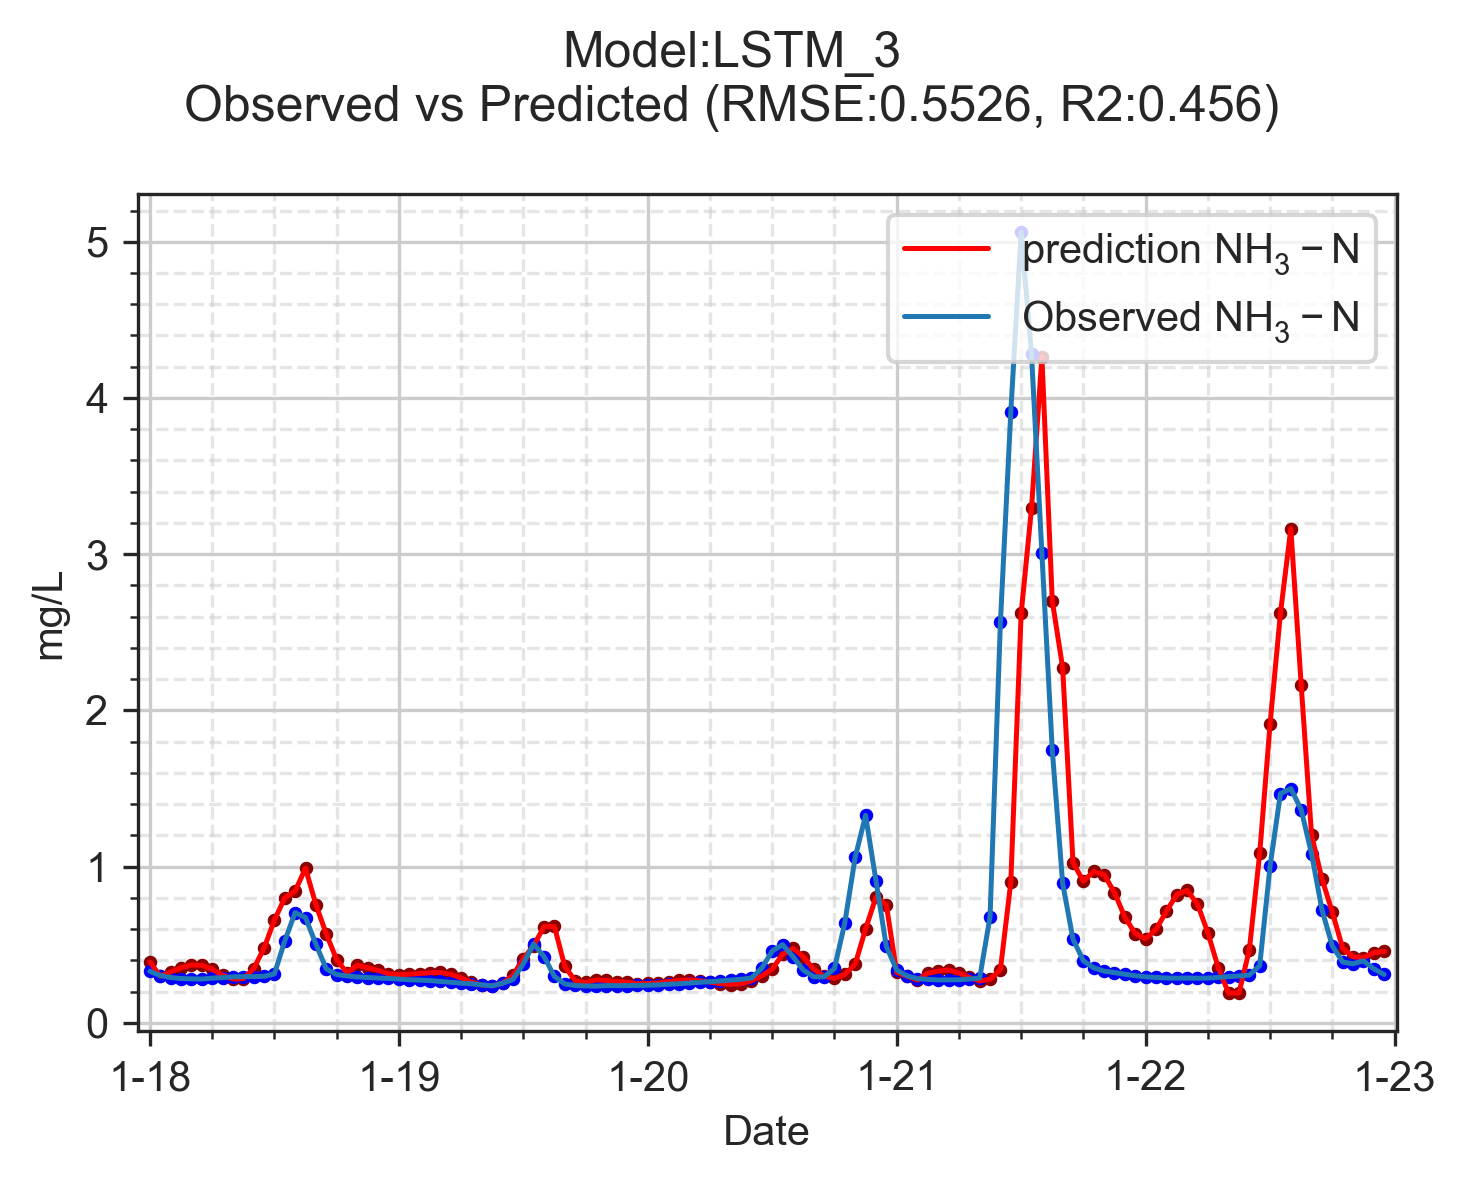 Model:LSTM_3
Observed vs Predicted (RMSE:0.5526, R2:0.456)
prediction NH₃ − N
Observed NH₃ − N
5
4
3
2
1
0
mg/L
1-18 1-19 1-20 1-21 1-22 1-23
Date